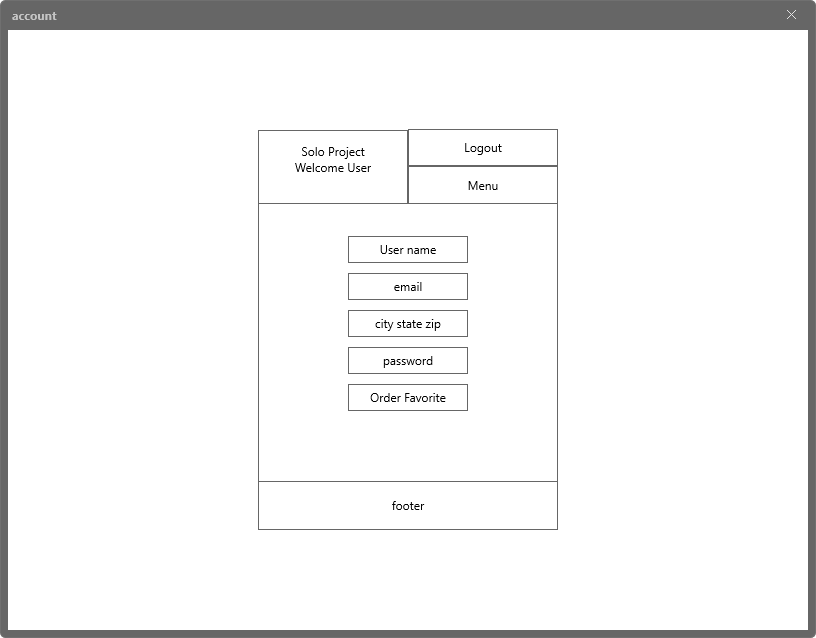 account
Solo Project
Welcome User
Logout
Menu
User name
email
city state zip
password
Order Favorite
footer